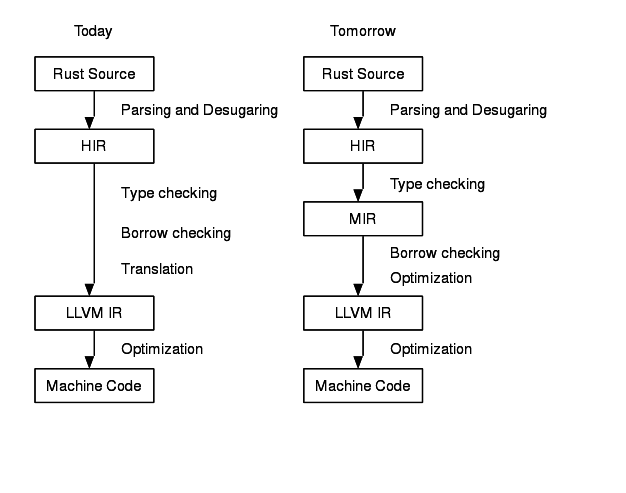 Today
Rust Source
Parsing and Desugaring
HIR
Type checking
Borrow checking
Translation
LLVM IR
Optimization
Machine Code
Tomorrow
Rust Source
Parsing and Desugaring
HIR
Type checking
MIR
Borrow checking
Optimization
LLVM IR
Optimization
Machine Code